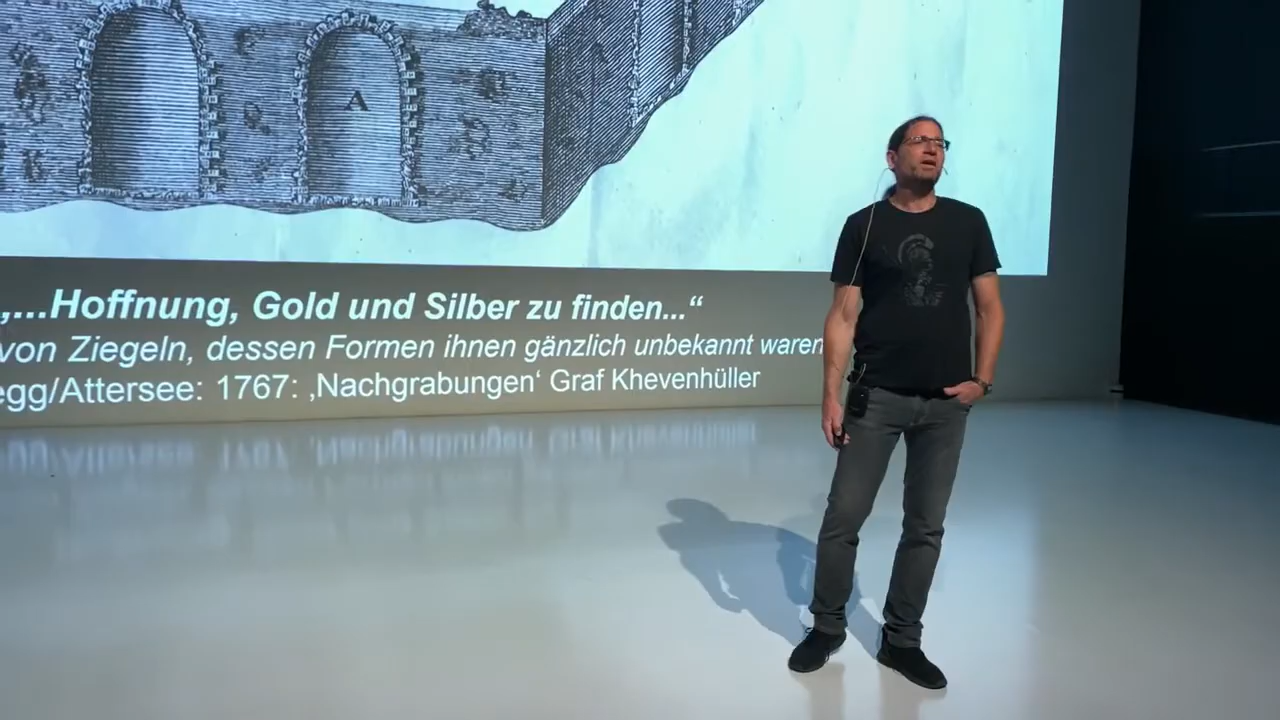 A
„...Hoffnung, Gold und Silber zu finden...“
von Ziegeln, dessen Formen ihnen gänzlich unbekannt waren
egg/Attersee: 1767: ‚Nachgrabungen‘ Graf Khevenhüller